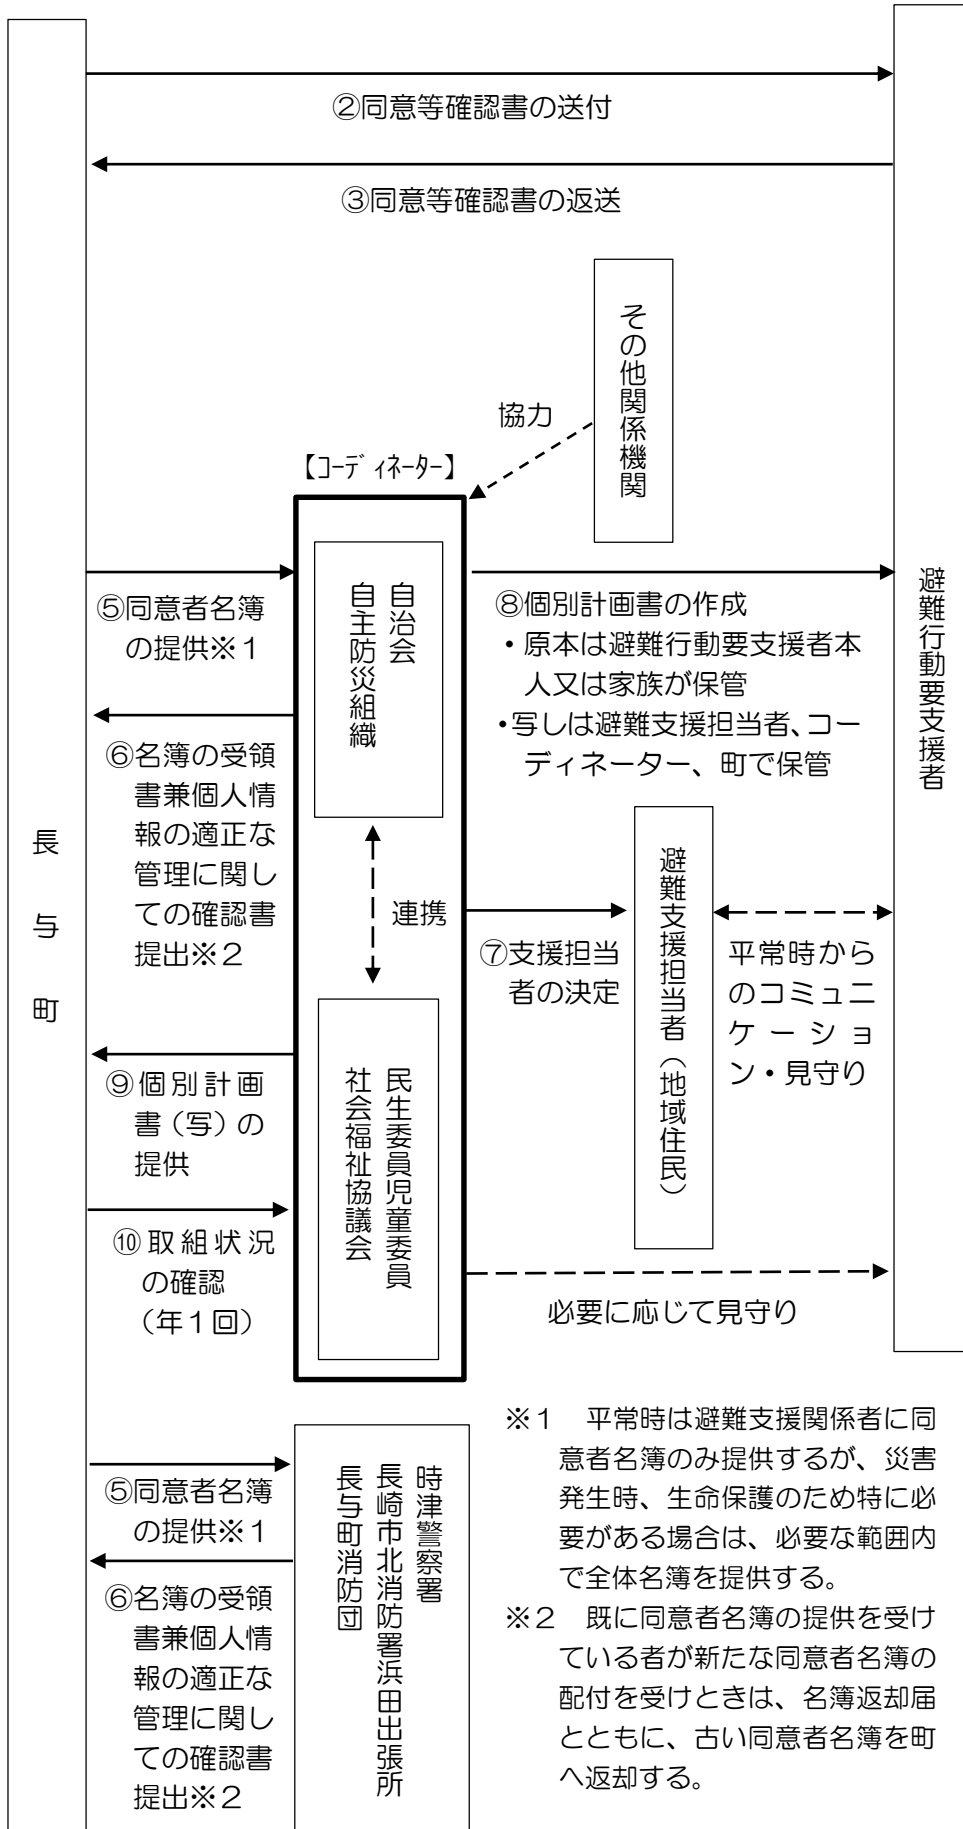 ②同意等確認書の送付
③同意等確認書の返送
その他関係機関
協力
【コーディネーター】
自治会
自主防災組織
⑤同意者名簿
の提供※１
⑧個別計画書の作成
・原本は避難行動要支援者本
人又は家族が保管
・写しは避難支援担当者、コー
ディネーター、町で保管
避難行動要支援者
⑥名簿の受領
書兼個人情
報の適正な
管理に関し
ての確認書
提出※２
長与町
連携
⑦支援担当
者の決定
避難支援担当者（地域住民）
平常時から
のコミュニ
ケーショ
ン・見守り
民生委員児童委員
社会福祉協議会
⑨個別計画
書（写）の
提供
⑩取組状況
の確認
（年１回）
必要に応じて見守り
⑤同意者名簿
の提供※１
⑥名簿の受領
書兼個人情
報の適正な
管理に関し
ての確認書
提出※２
時津警察署
長崎市北消防署浜田出張所
長与町消防団
※１　平常時は避難支援関係者に同
意者名簿のみ提供するが、災害
発生時、生命保護のため特に必
要がある場合は、必要な範囲内
で全体名簿を提供する。
※２　既に同意者名簿の提供を受け
ている者が新たな同意者名簿の
配付を受けときは、名簿返却届
とともに、古い同意者名簿を町
へ返却する。